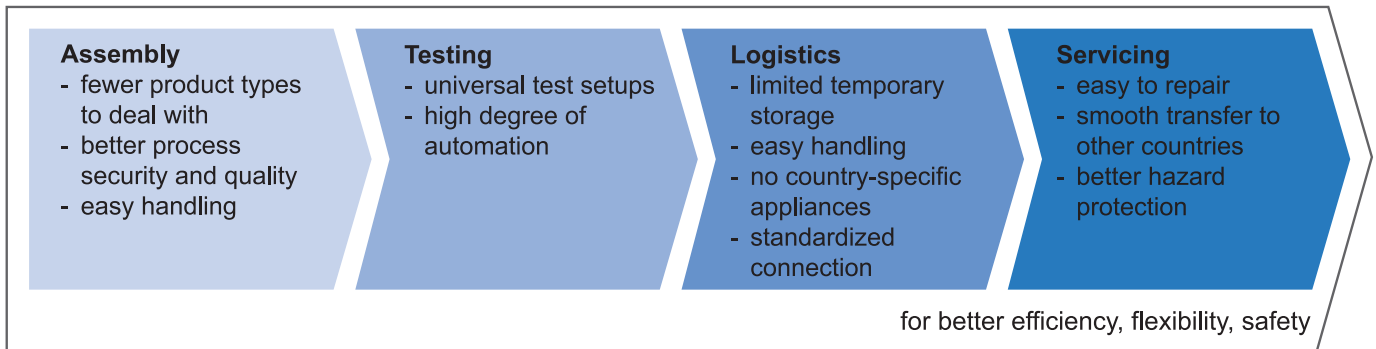 Assembly
- fewer product types
to deal with
- better process
security and quality
- easy handling
Testing
- universal test setups
- high degree of
automation
Logistics
- limited temporary
storage
- easy handling
- no country-specific
appliances
- standardized
connection
Servicing
- easy to repair
- smooth transfer to
other countries
- better hazard
protection
for better efficiency, flexibility, safety